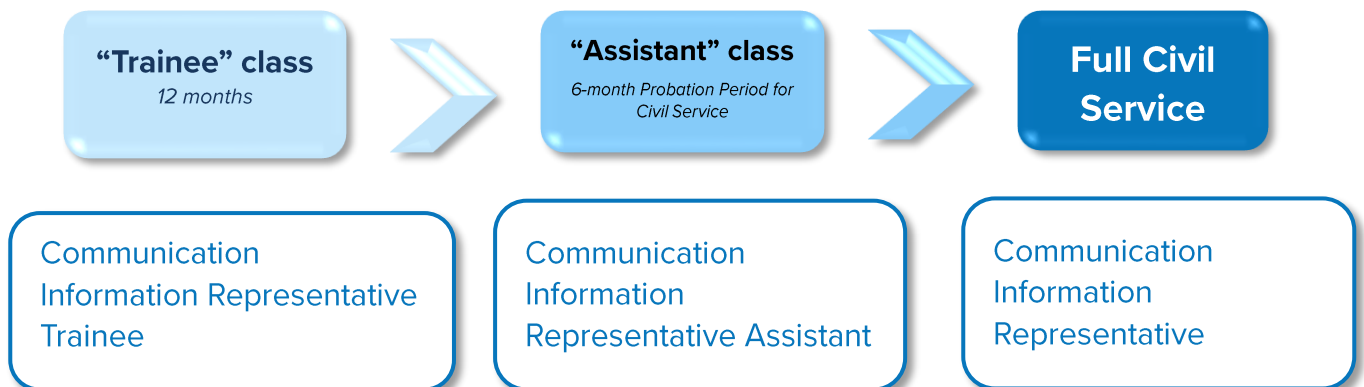 “Trainee” class
12 months
“Assistant” class
6-month Probation Period for
Civil Service
Full Civil
Service
Communication
Information Representative
Trainee
Communication
Information
Representative Assistant
Communication
Information
Representative